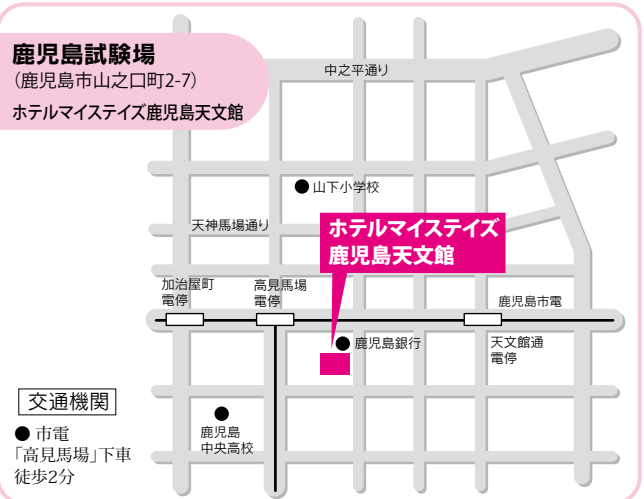 鹿児島試験場
(鹿児島市山之口町2-7)
ホテルマイステイズ鹿児島天文館
中之平通り
●山下小学校
天神馬場通り
ホテルマイステイズ
鹿児島天文館
加治屋町
電停
高見馬場
電停
鹿児島市電
●鹿児島銀行
天文館通
電停
交通機関
● 市電
「高見馬場」下車
徒歩2分
●
鹿児島
中央高校